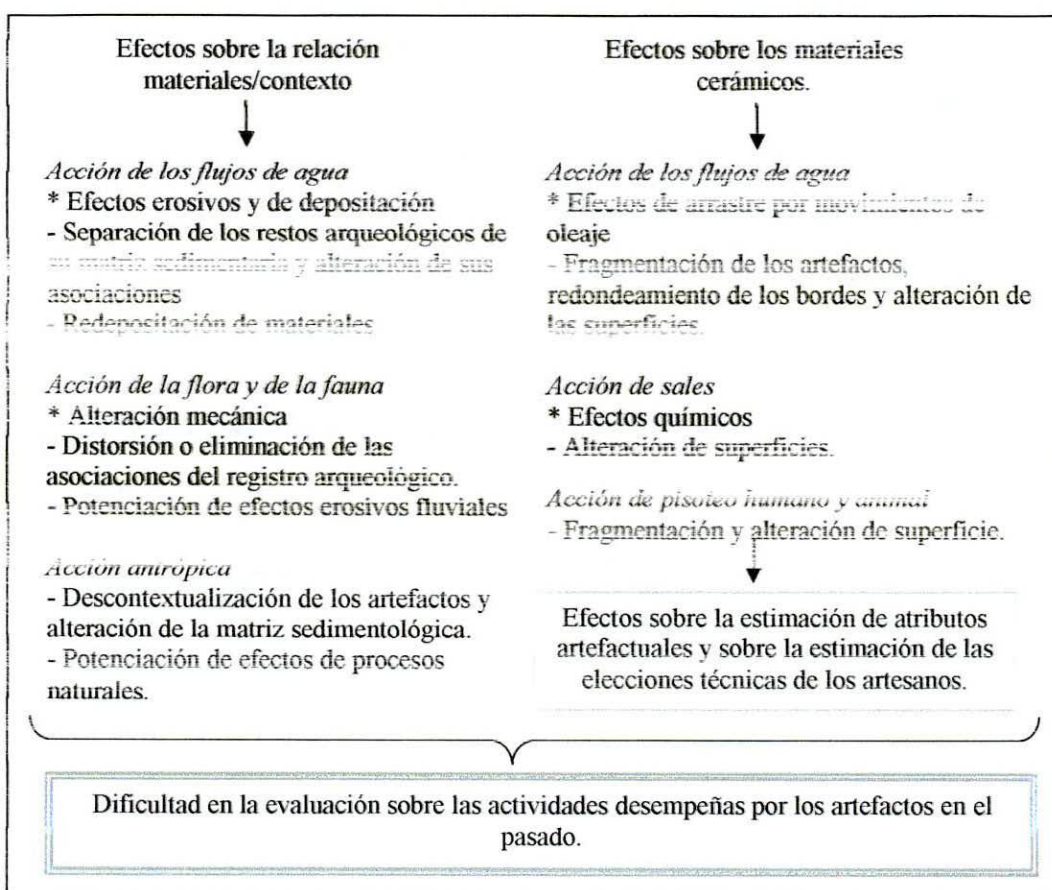 Efectos sobre la relación
materiales/contexto
Acción de los flujos de agua
* Efectos erosivos y de depositación
- Separación de los restos arqueológicos de
su matriz sedimentaria y alteración de sus
asociaciones
- Redepositación de materiales
Acción de la flora y de la fauna
* Alteración mecánica
- Distorsión o eliminación de las
asociaciones del registro arqueológico.
- Potenciación de efectos erosivos fluviales
Acción antrópica
- Descontextualización de los artefactos y
alteración de la matriz sedimentológica.
- Potenciación de efectos de procesos
naturales.
Efectos sobre los materiales
cerámicos.
Acción de los flujos de agua
* Efectos de arrastre por movimientos de
oleaje
- Fragmentación de los artefactos,
redondeamiento de los bordes y alteración de
las superficies.
Acción de sales
* Efectos químicos
- Alteración de superficies.
Acción de pisoteo humano y animal
- Fragmentación y alteración de superficie.
Efectos sobre la estimación de atributos
artefactuales y sobre la estimación de las
elecciones técnicas de los artesanos.
Dificultad en la evaluación sobre las actividades desempeñas por los artefactos en el
pasado.